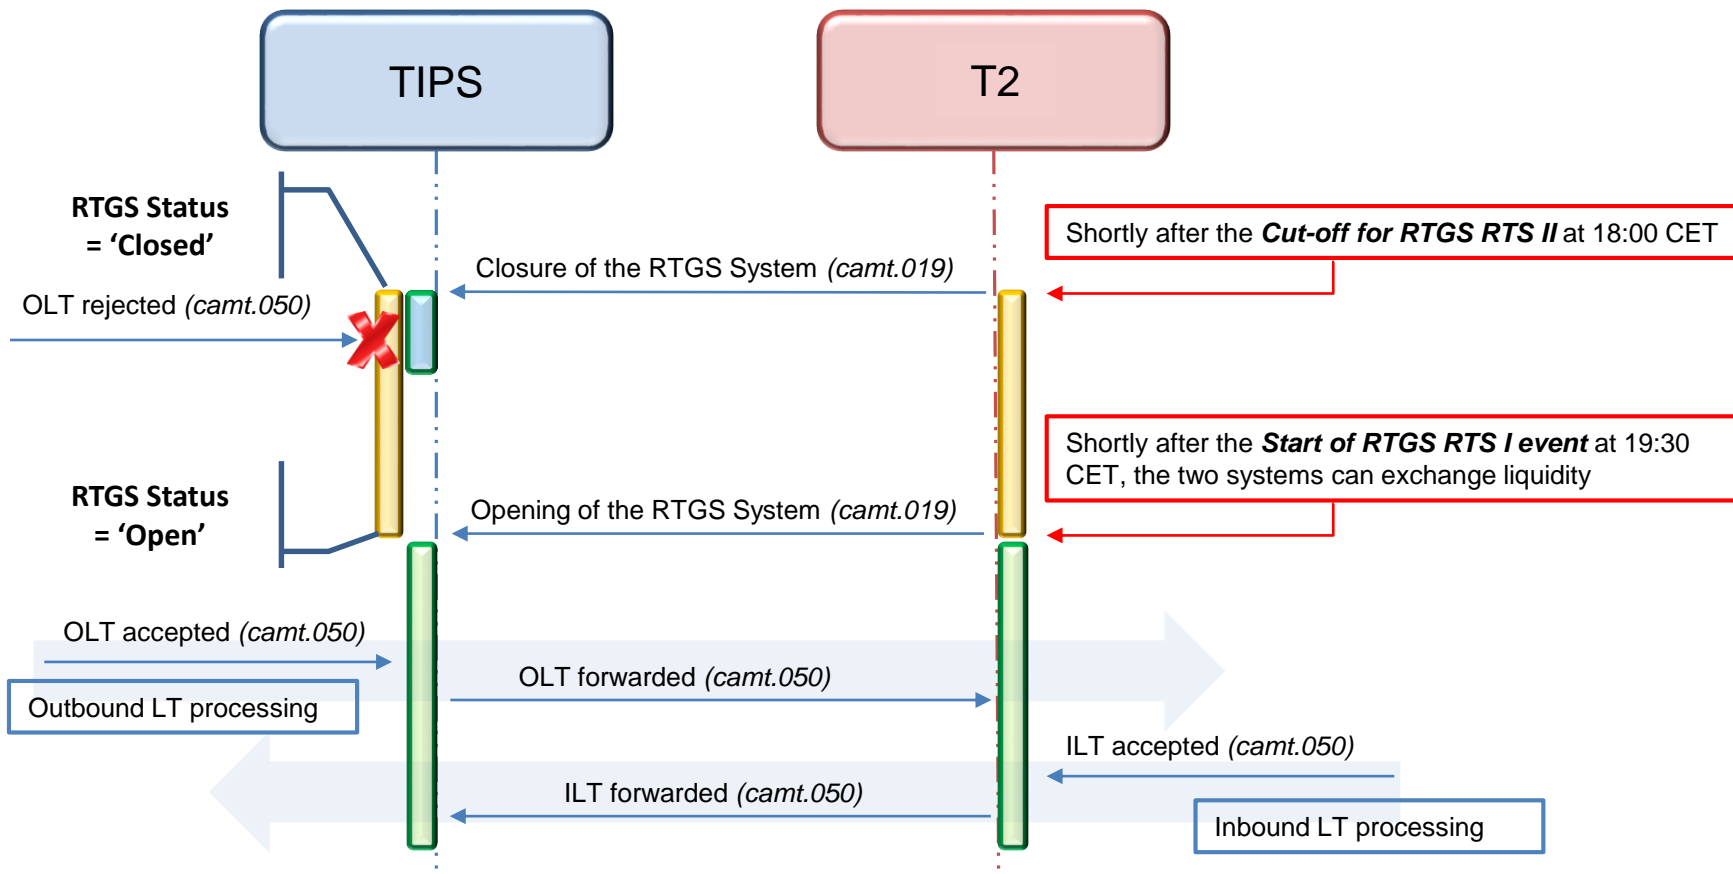 TIPS
T2
RTGS Status
= ‘Closed’
Shortly after the Cut-off for RTGS RTS II at 18:00 CET
Closure of the RTGS System (camt.019)
OLT rejected (camt.050)
Shortly after the Start of RTGS RTS I event at 19:30
CET, the two systems can exchange liquidity
RTGS Status
= ‘Open’
Opening of the RTGS System (camt.019)
OLT accepted (camt.050)
OLT forwarded (camt.050)
Outbound LT processing
ILT accepted (camt.050)
ILT forwarded (camt.050)
Inbound LT processing